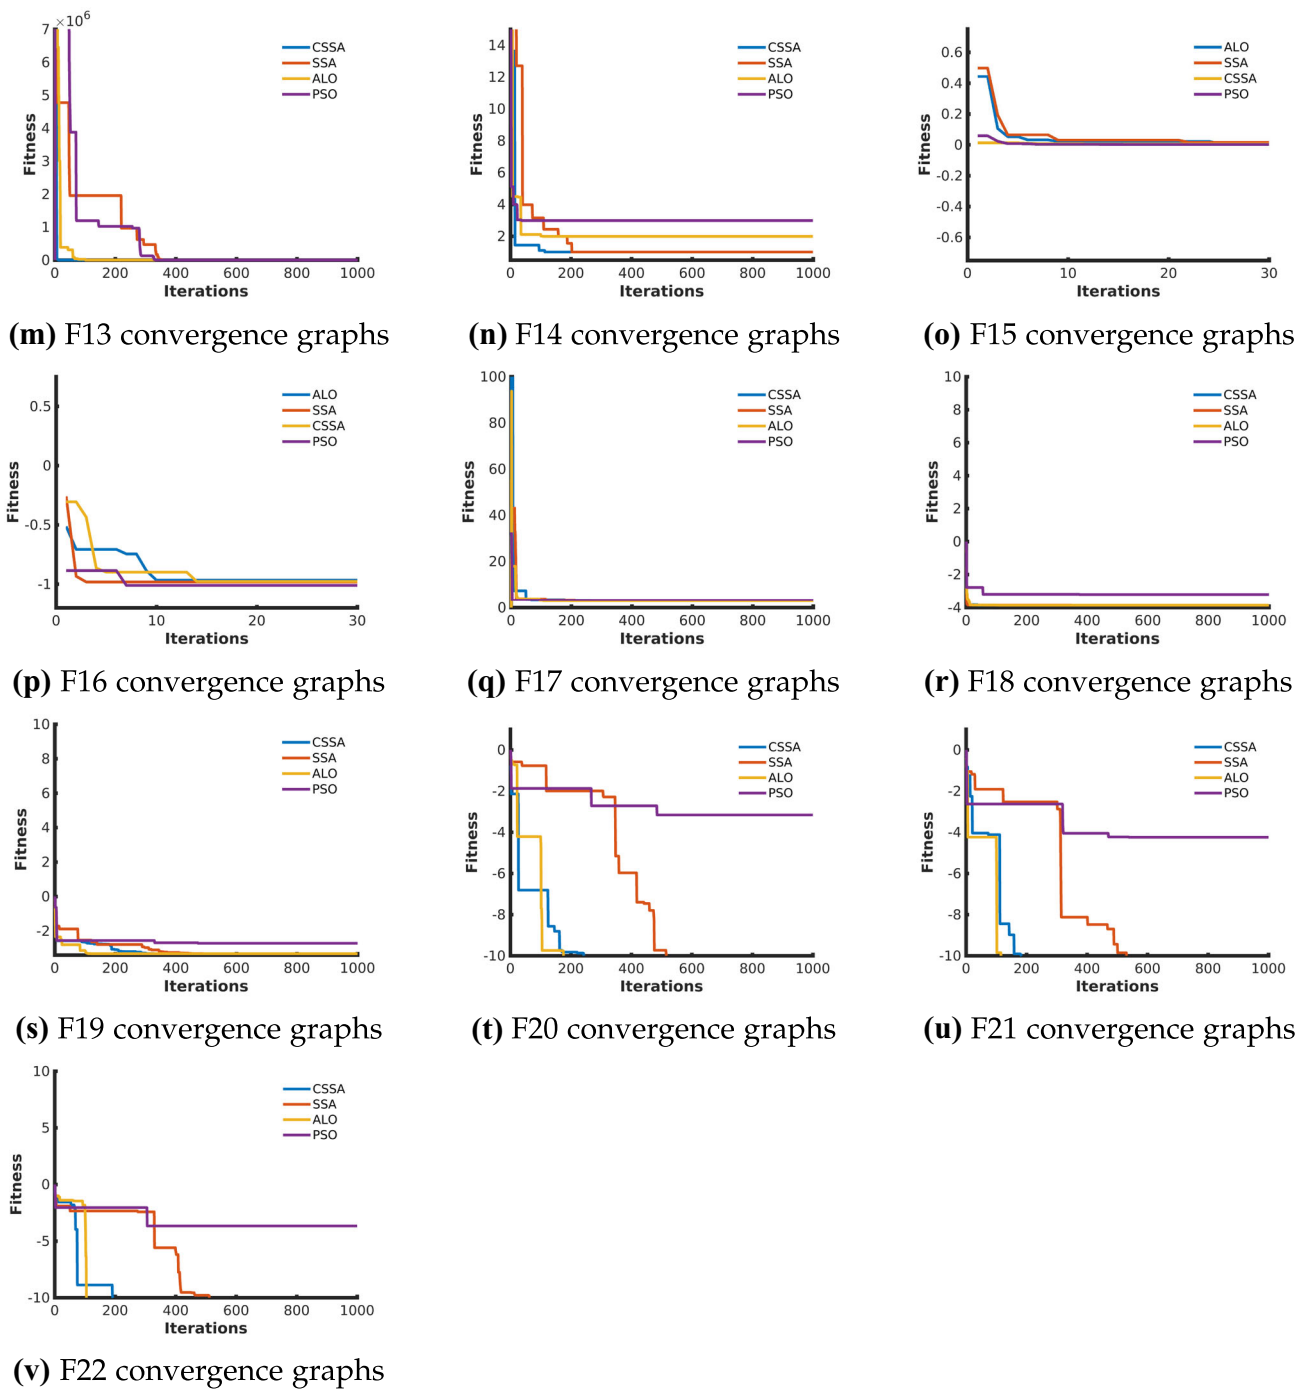 ×10⁶
7
6
5
4
3
2
1
0
Fitness
CSSA
SSA
ALO
PSO
0 200 400 600 800 1000
Iterations
(m) F13 convergence graphs
14
12
10
8
6
4
2
Fitness
CSSA
SSA
ALO
PSO
0 200 400 600 800 1000
Iterations
(n) F14 convergence graphs
0.6
0.4
0.2
0
-0.2
-0.4
-0.6
Fitness
ALO
SSA
CSSA
PSO
0 10 20 30
Iterations
(o) F15 convergence graphs
0.5
0
-0.5
-1
Fitness
ALO
SSA
CSSA
PSO
0 10 20 30
Iterations
(p) F16 convergence graphs
100
80
60
40
20
0
Fitness
CSSA
SSA
ALO
PSO
0 200 400 600 800 1000
Iterations
(q) F17 convergence graphs
10
8
6
4
2
0
-2
-4
Fitness
CSSA
SSA
ALO
PSO
0 200 400 600 800 1000
Iterations
(r) F18 convergence graphs
10
8
6
4
2
0
-2
Fitness
CSSA
SSA
ALO
PSO
0 200 400 600 800 1000
Iterations
(s) F19 convergence graphs
0
-2
-4
-6
-8
-10
Fitness
CSSA
SSA
ALO
PSO
0 200 400 600 800 1000
Iterations
(t) F20 convergence graphs
0
-2
-4
-6
-8
-10
Fitness
CSSA
SSA
ALO
PSO
0 200 400 600 800 1000
Iterations
(u) F21 convergence graphs
10
5
0
-5
-10
Fitness
CSSA
SSA
ALO
PSO
0 200 400 600 800 1000
Iterations
(v) F22 convergence graphs